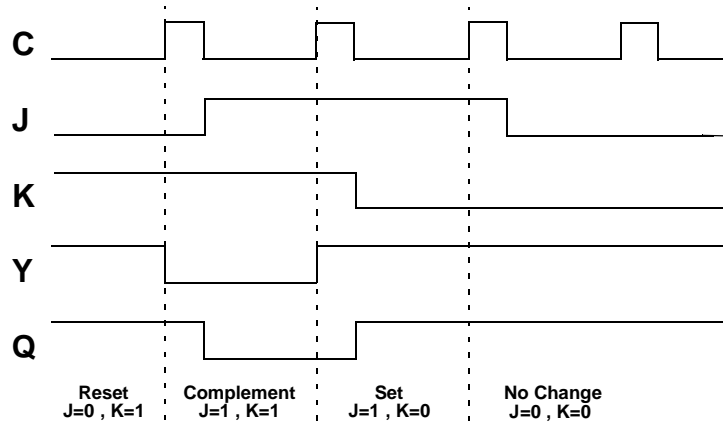 C
J
K
Y
Q
Reset
J=0 , K=1
Complement
J=1 , K=1
Set
J=1 , K=0
No Change
J=0 , K=0